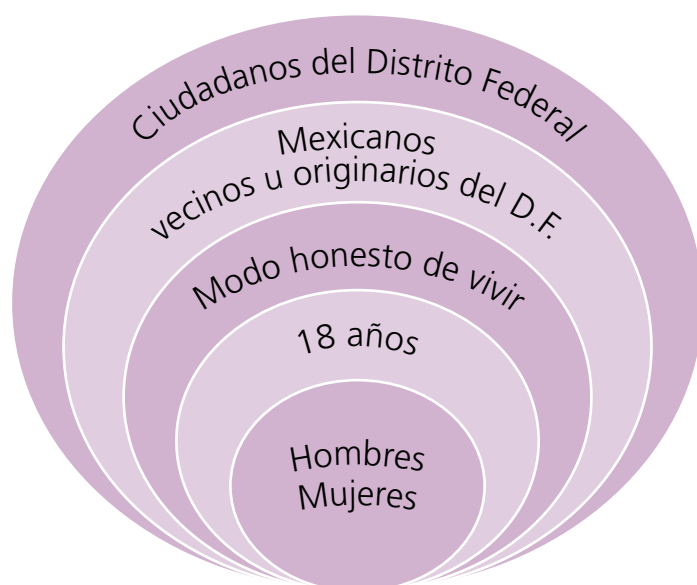 Ciudadanos del Distrito Federal
Mexicanos
vecinos u originarios del D.F.
Modo honesto de vivir
18 años
Hombres
Mujeres